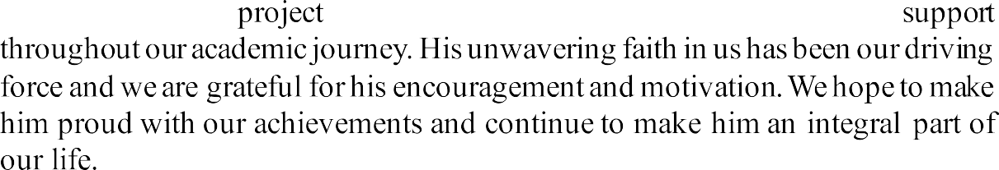 project support
throughout our academic journey. His unwavering faith in us has been our driving
force and we are grateful for his encouragement and motivation. We hope to make
him proud with our achievements and continue to make him an integral part of
our life.